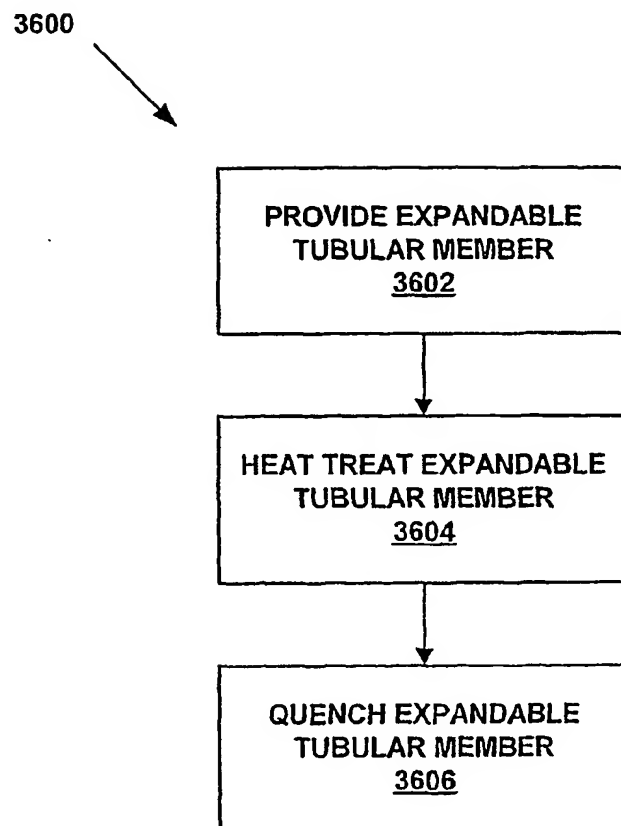 3600
PROVIDE EXPANDABLE
TUBULAR MEMBER
3602
HEAT TREAT EXPANDABLE
TUBULAR MEMBER
3604
QUENCH EXPANDABLE
TUBULAR MEMBER
3606